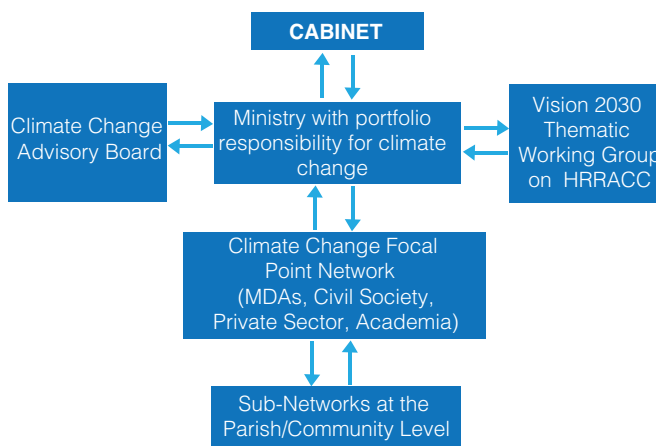 CABINET
Climate Change
Advisory Board
Ministry with portfolio
responsibility for climate
change
Vision 2030
Thematic
Working Group
on HRRACC
Climate Change Focal
Point Network
(MDAs, Civil Society,
Private Sector, Academia)
Sub-Networks at the
Parish/Community Level